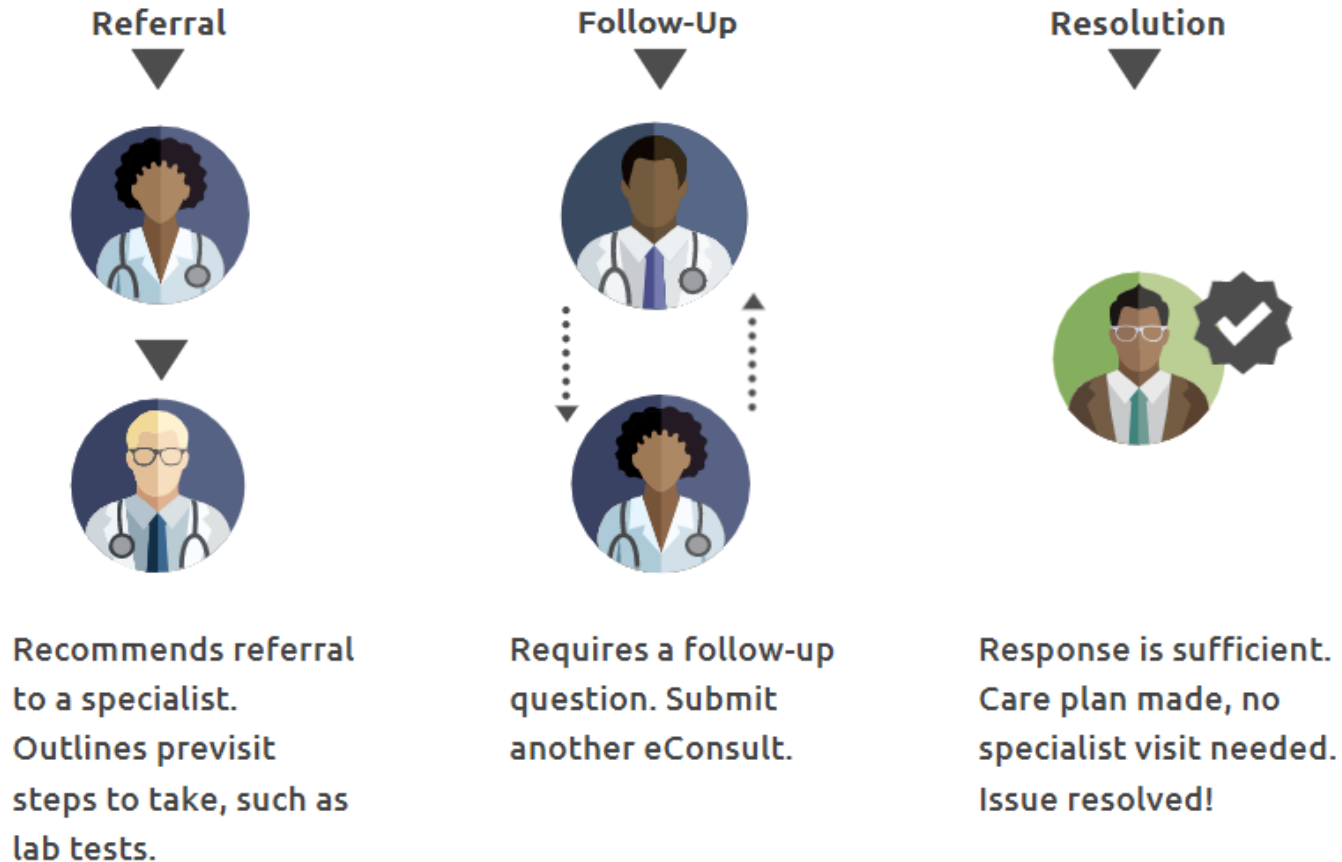 Referral
Recommends referral
to a specialist.
Outlines previsit
steps to take, such as
lab tests.
Follow-Up
Requires a follow-up
question. Submit
another eConsult.
Resolution
Response is sufficient.
Care plan made, no
specialist visit needed.
Issue resolved!